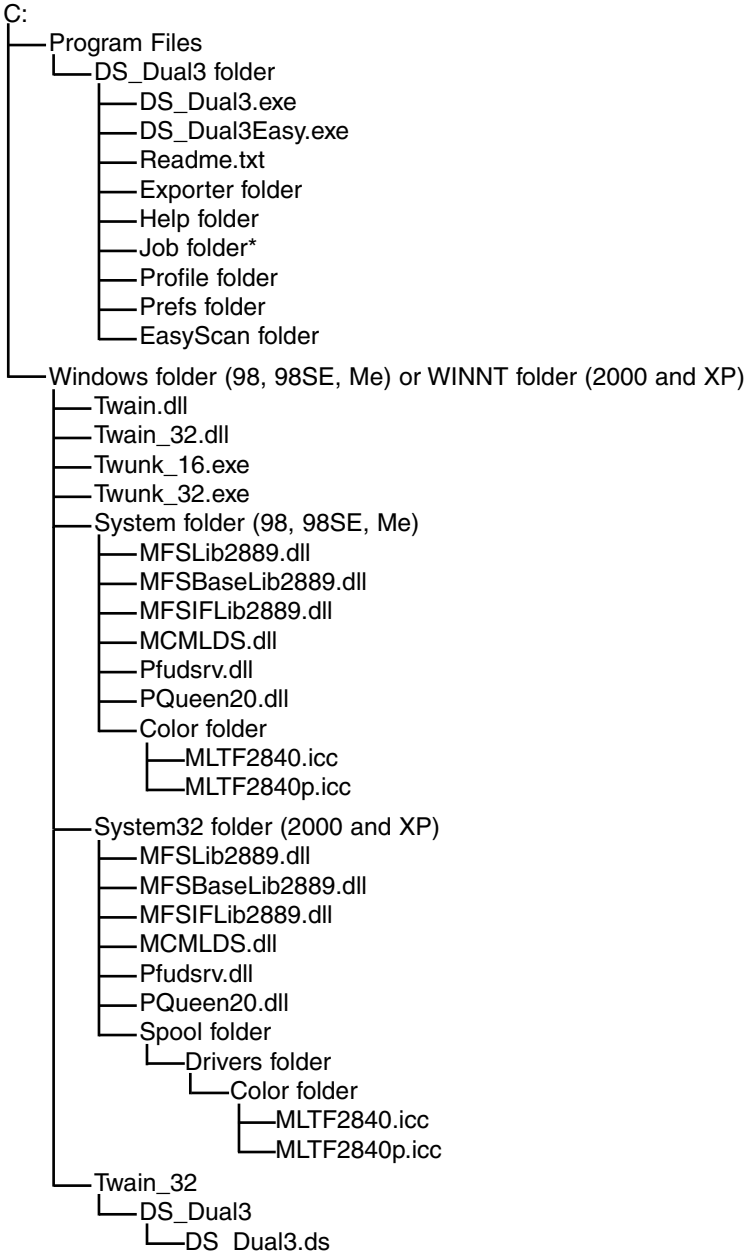 C:
Program Files
DS_Dual3 folder
DS_Dual3.exe
DS_Dual3Easy.exe
Readme.txt
Exporter folder
Help folder
Job folder*
Profile folder
Prefs folder
EasyScan folder
Windows folder (98, 98SE, Me) or WINNT folder (2000 and XP)
Twain.dll
Twain_32.dll
Twunk_16.exe
Twunk_32.exe
System folder (98, 98SE, Me)
MFSLib2889.dll
MFSBaseLib2889.dll
MFSIFLib2889.dll
MCMLDS.dll
Pfudsrv.dll
PQueen20.dll
Color folder
MLTF2840.icc
MLTF2840p.icc
System32 folder (2000 and XP)
MFSLib2889.dll
MFSBaseLib2889.dll
MFSIFLib2889.dll
MCMLDS.dll
Pfudsrv.dll
PQueen20.dll
Spool folder
Drivers folder
Color folder
MLTF2840.icc
MLTF2840p.icc
Twain_32
DS_Dual3
DS_Dual3.ds